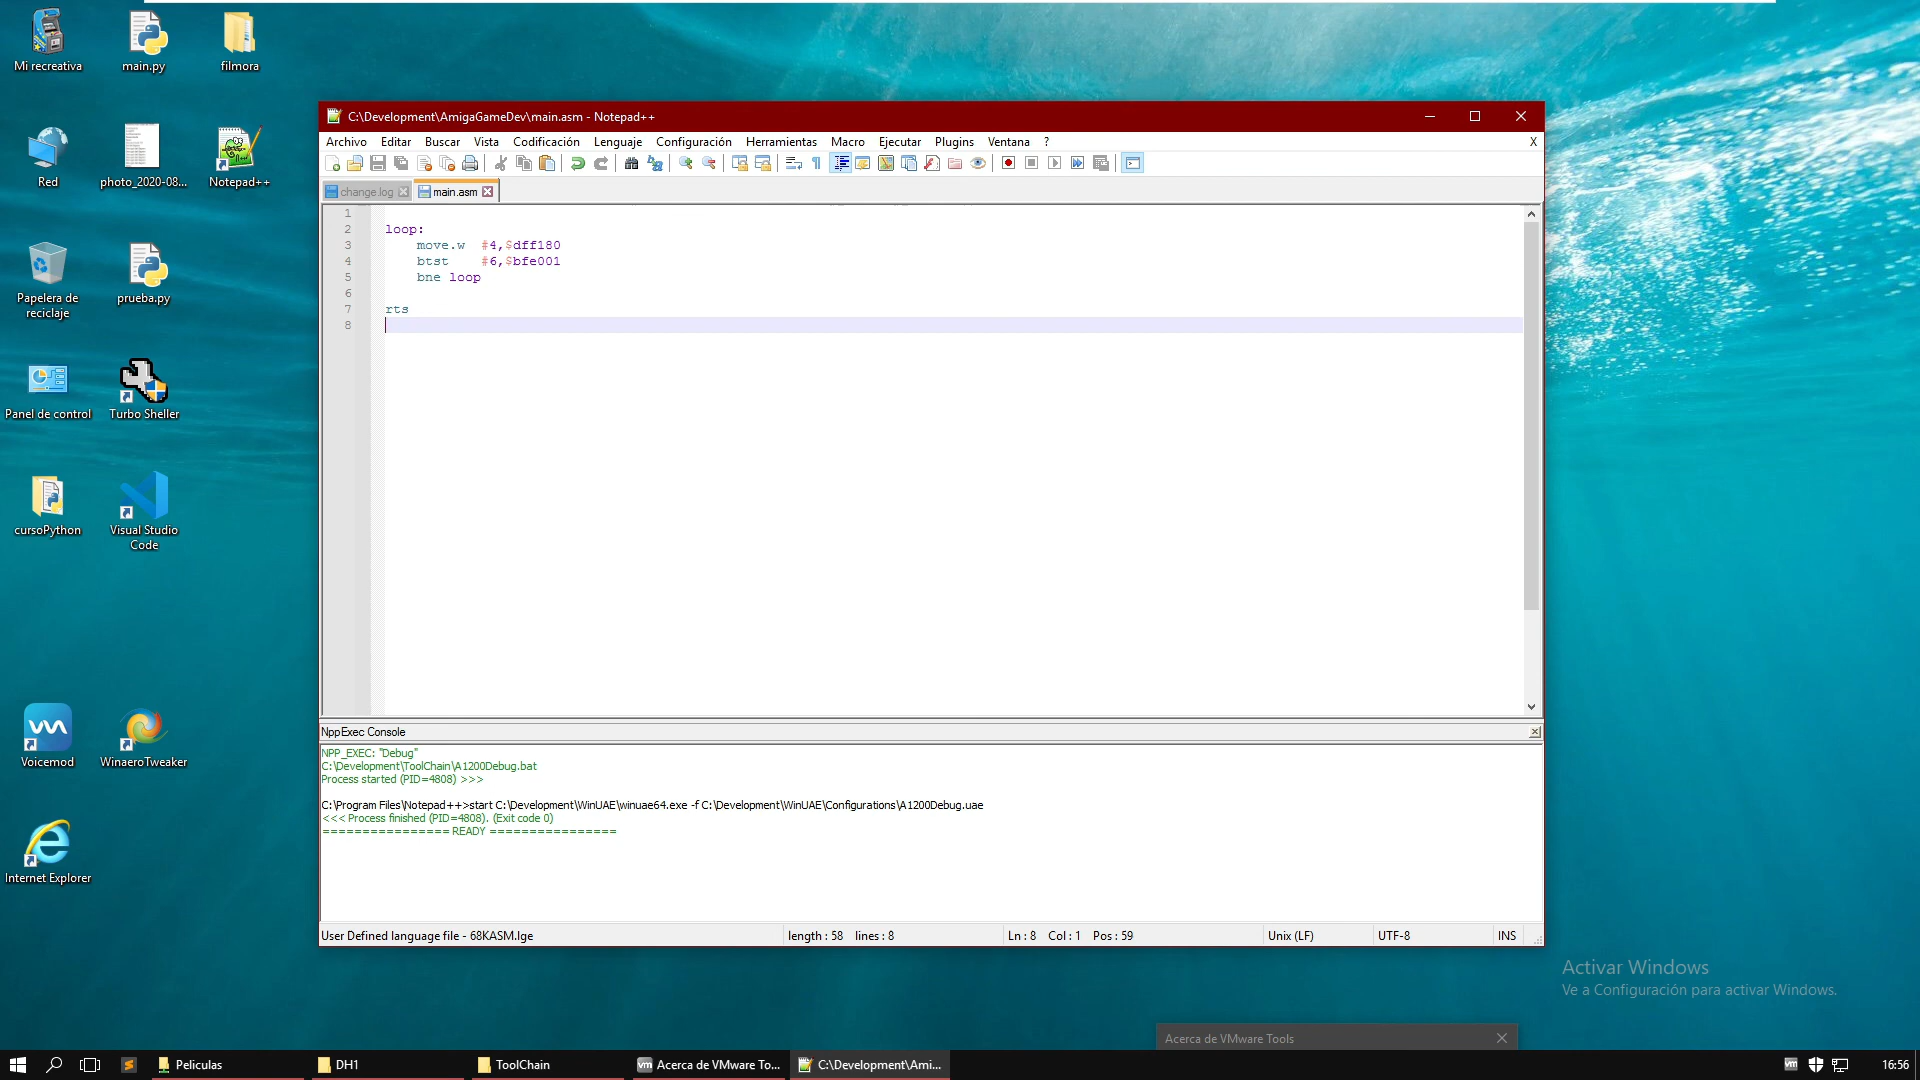 Mi recreativa
main.py
filmora
Red
photo_2020-08...
Notepad++
Papelera de
reciclaje
prueba.py
Panel de control
Turbo Sheller
cursoPython
Visual Studio
Code
Voicemod
WinaeroTweaker
Internet Explorer
C:\Development\AmigaGameDev\main.asm - Notepad++
Archivo Editar Buscar Vista Codificación Lenguaje Configuración Herramientas Macro Ejecutar Plugins Ventana ? X
change.log main.asm
1
2 loop:
3 move.w #4,$dff180
4 btst #6,$bfe001
5 bne loop
6
7 rts
8
NppExec Console
NPP_EXEC: "Debug"
C:\Development\ToolChain\A1200Debug.bat
Process started (PID=4808) >>>
C:\Program Files\Notepad++>start C:\Development\WinUAE\winuae64.exe -f C:\Development\WinUAE\Configurations\A1200Debug.uae
<<< Process finished (PID=4808). (Exit code 0)
================ READY ================
User Defined language file - 68KASM.lge length : 58 lines : 8 Ln : 8 Col : 1 Pos : 59 Unix (LF) UTF-8 INS
Activar Windows
Ve a Configuración para activar Windows.
Acerca de VMware Tools
Peliculas DH1 ToolChain Acerca de VMware To... C:\Development\Ami... 16:56